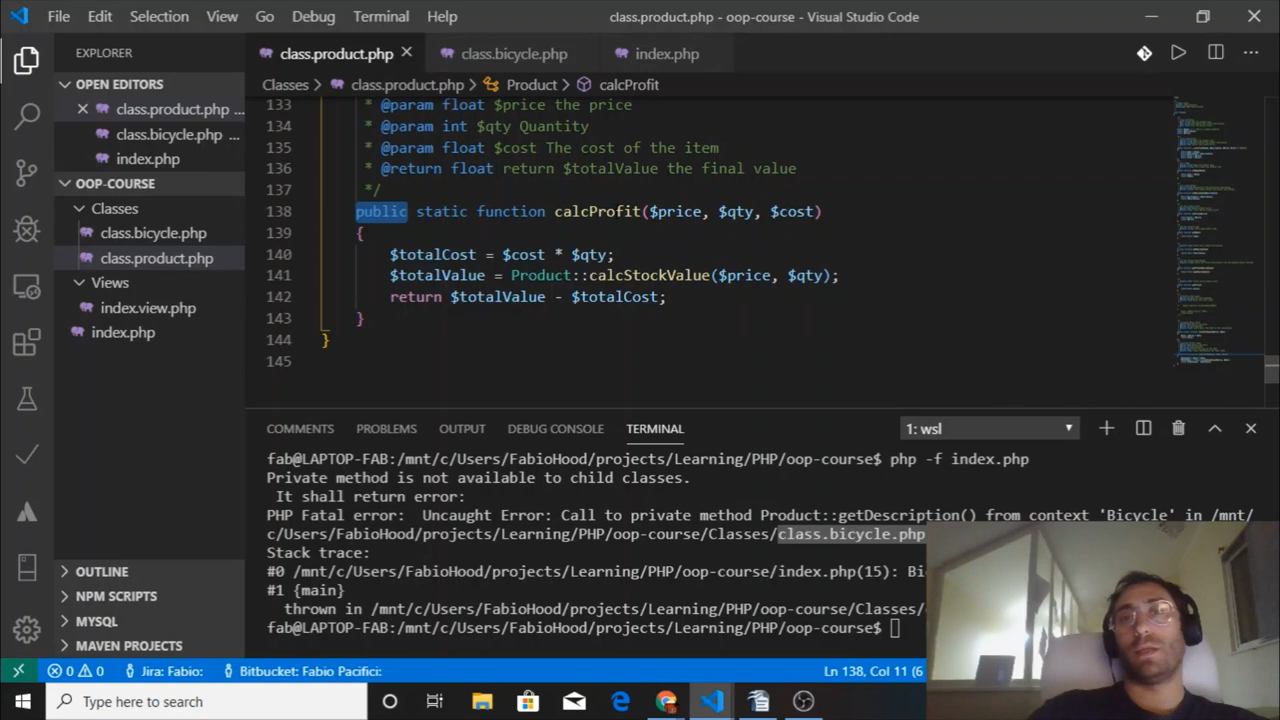 File Edit Selection View Go Debug Terminal Help class.product.php - oop-course - Visual Studio Code
EXPLORER
OPEN EDITORS
class.product.php ...
class.bicycle.php ...
index.php
OOP-COURSE
Classes
class.bicycle.php
class.product.php
Views
index.view.php
index.php
OUTLINE
NPM SCRIPTS
MYSQL
MAVEN PROJECTS
class.product.php class.bicycle.php index.php
Classes > class.product.php > Product > calcProfit
133 * @param float $price the price
134 * @param int $qty Quantity
135 * @param float $cost The cost of the item
136 * @return float return $totalValue the final value
137 */
138 public static function calcProfit($price, $qty, $cost)
139 {
140 $totalCost = $cost * $qty;
141 $totalValue = Product::calcStockValue($price, $qty);
142 return $totalValue - $totalCost;
143 }
144 }
145
COMMENTS PROBLEMS OUTPUT DEBUG CONSOLE TERMINAL 1: wsl
fab@LAPTOP-FAB:/mnt/c/Users/FabioHood/projects/Learning/PHP/oop-course$ php -f index.php
Private method is not available to child classes.
It shall return error:
PHP Fatal error: Uncaught Error: Call to private method Product::getDescription() from context 'Bicycle' in /mnt/
c/Users/FabioHood/projects/Learning/PHP/oop-course/Classes/class.bicycle.php
Stack trace:
#0 /mnt/c/Users/FabioHood/projects/Learning/PHP/oop-course/index.php(15): Bi
#1 {main}
thrown in /mnt/c/Users/FabioHood/projects/Learning/PHP/oop-course/Classes/
fab@LAPTOP-FAB:/mnt/c/Users/FabioHood/projects/Learning/PHP/oop-course$
0 0 Jira: Fabio: Bitbucket: Fabio Pacifici: Ln 138, Col 11 (6
Type here to search